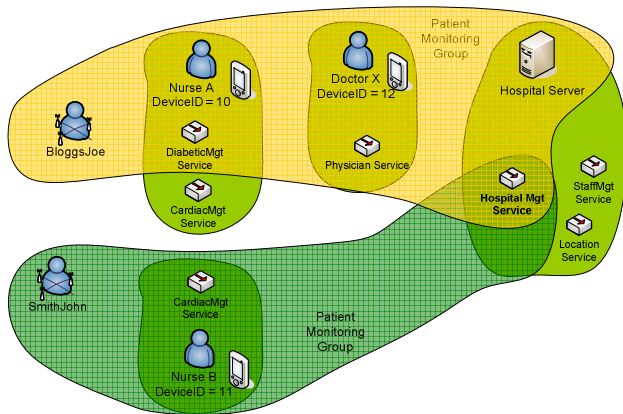 Patient
Monitoring
Group
Nurse A
DeviceID = 10
Doctor X
DeviceID = 12
Hospital Server
BloggsJoe
DiabeticMgt
Service
Physician Service
CardiacMgt
Service
Hospital Mgt
Service
StaffMgt
Service
Location
Service
SmithJohn
CardiacMgt
Service
Patient
Monitoring
Group
Nurse B
DeviceID = 11